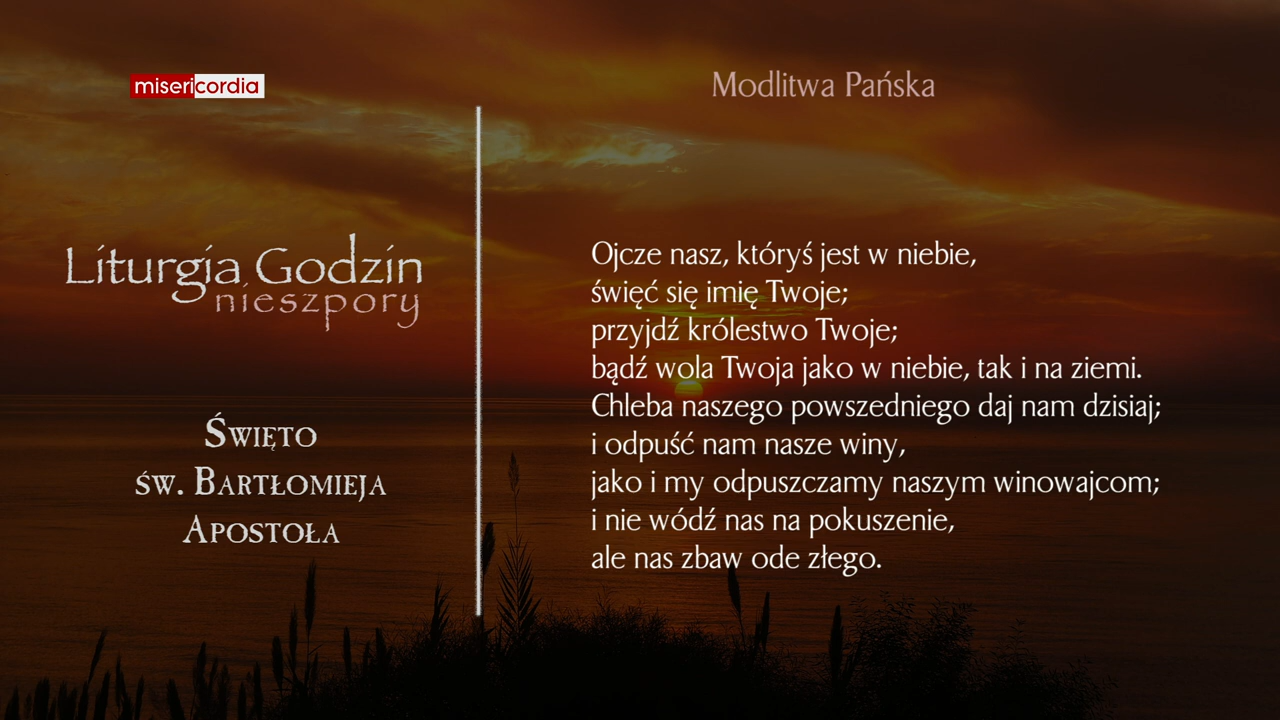 misericordia
Liturgia Godzin
nieszpory
Święto
św. Bartłomieja
Apostoła
Modlitwa Pańska
Ojcze nasz, któryś jest w niebie,
święć się imię Twoje;
przyjdź królestwo Twoje;
bądź wola Twoja jako w niebie, tak i na ziemi.
Chleba naszego powszedniego daj nam dzisiaj;
i odpuść nam nasze winy,
jako i my odpuszczamy naszym winowajcom;
i nie wódź nas na pokuszenie,
ale nas zbaw ode złego.